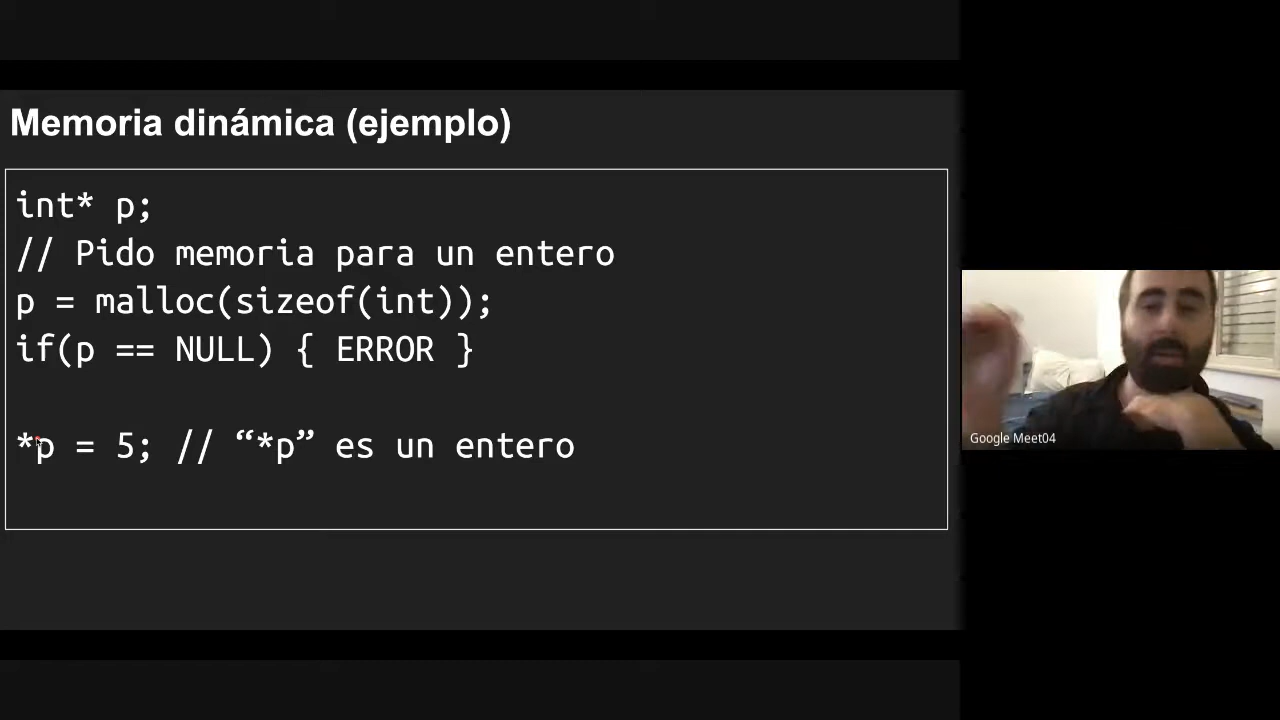 Memoria dinámica (ejemplo)
int* p;
// Pido memoria para un entero
p = malloc(sizeof(int));
if(p == NULL) { ERROR }
*p = 5; // “*p” es un entero
Google Meet04